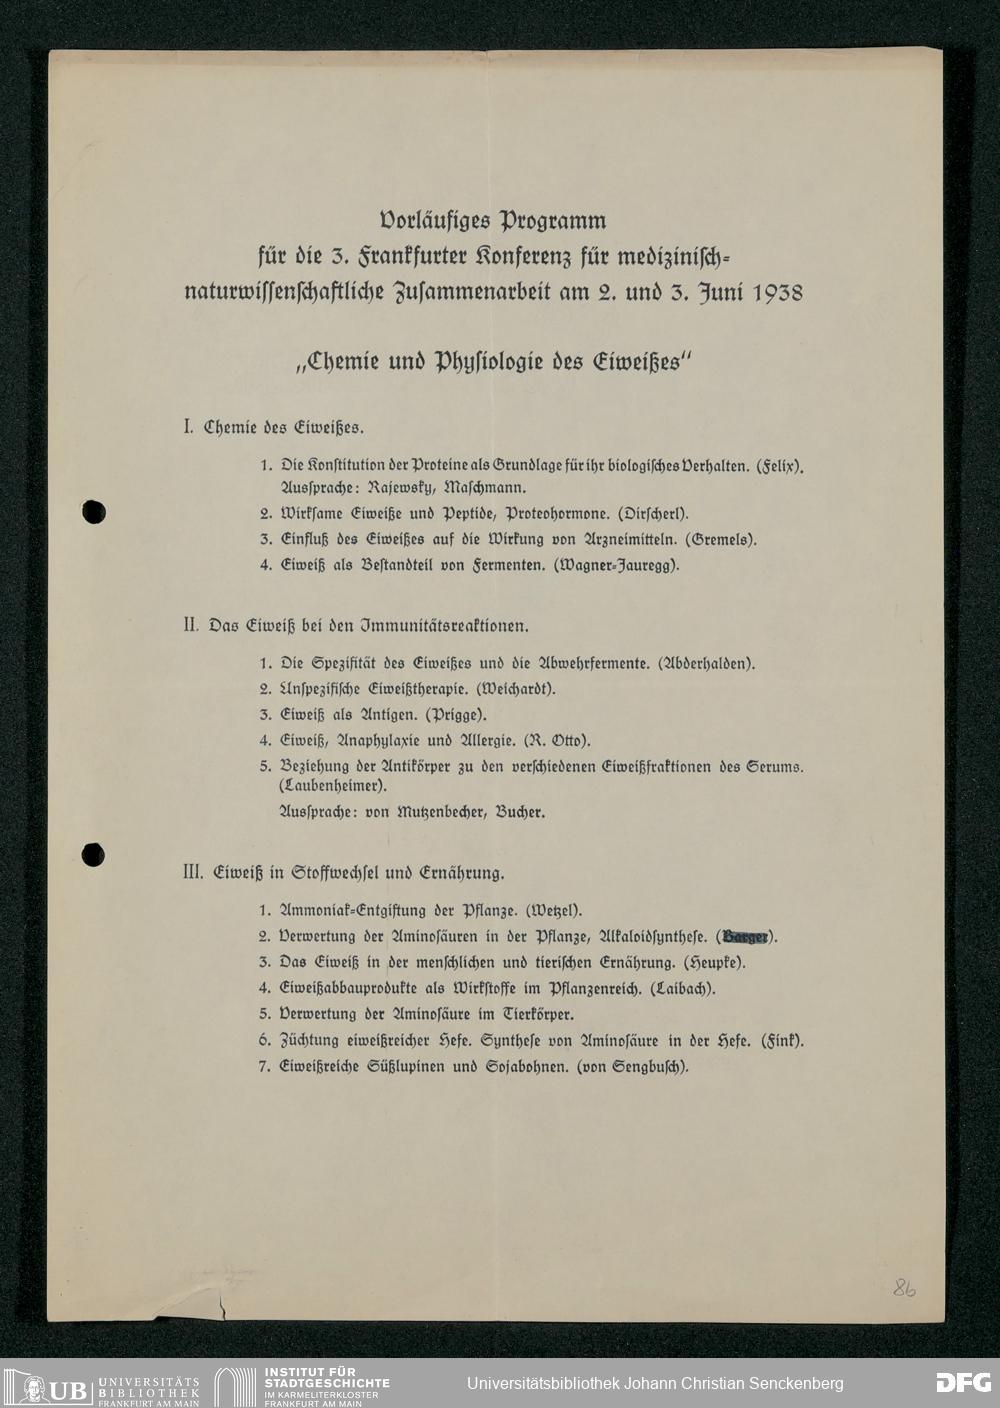 Vorläufiges Programm
für die 3. Frankfurter Konferenz für medizinisch-
naturwissenschaftliche Zusammenarbeit am 2. und 3. Juni 1938
„Chemie und Physiologie des Eiweißes"
I. Chemie des Eiweißes.
1. Die Konstitution der Proteine als Grundlage für ihr biologisches Verhalten. (Felix).
Aussprache: Rajewsky, Maschmann.
2. Wirksame Eiweiße und Peptide, Proteohormone. (Dirscherl).
3. Einfluß des Eiweißes auf die Wirkung von Arzneimitteln. (Gremels).
4. Eiweiß als Bestandteil von Fermenten. (Wagner-Jauregg).
II. Das Eiweiß bei den Immunitätsreaktionen.
1. Die Spezifität des Eiweißes und die Abwehrfermente. (Abderhalden).
2. Unspezifische Eiweißtherapie. (Weichardt).
3. Eiweiß als Antigen. (Prigge).
4. Eiweiß, Anaphylaxie und Allergie. (R. Otto).
5. Beziehung der Antikörper zu den verschiedenen Eiweißfraktionen des Serums.
(Laubenheimer).
Aussprache: von Mutzenbecher, Bucher.
III. Eiweiß in Stoffwechsel und Ernährung.
1. Ammoniak-Entgiftung der Pflanze. (Wetzel).
2. Verwertung der Aminosäuren in der Pflanze, Alkaloidsynthese. (Barger).
3. Das Eiweiß in der menschlichen und tierischen Ernährung. (Heupke).
4. Eiweißabbauprodukte als Wirkstoffe im Pflanzenreich. (Laibach).
5. Verwertung der Aminosäure im Tierkörper.
6. Züchtung eiweißreicher Hefe. Synthese von Aminosäure in der Hefe. (Fink).
7. Eiweißreiche Süßlupinen und Sojabohnen. (von Sengbusch).
86
UB UNIVERSITÄTS
BIBLIOTHEK
FRANKFURT AM MAIN
INSTITUT FÜR
STADTGESCHICHTE
IM KARMELITERKLOSTER
FRANKFURT AM MAIN
Universitätsbibliothek Johann Christian Senckenberg
DFG